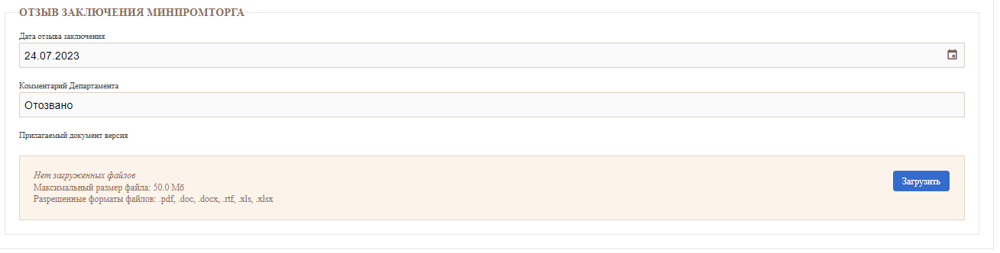 ОТЗЫВ ЗАКЛЮЧЕНИЯ МИНПРОМТОРГА
Дата отзыва заключения
24.07.2023
Комментарий Департамента
Отозвано
Прилагаемый документ версия
Нет загруженных файлов
Максимальный размер файла: 50.0 Мб
Разрешенные форматы файлов: .pdf, .doc, .docx, .rtf, .xls, .xlsx
Загрузить